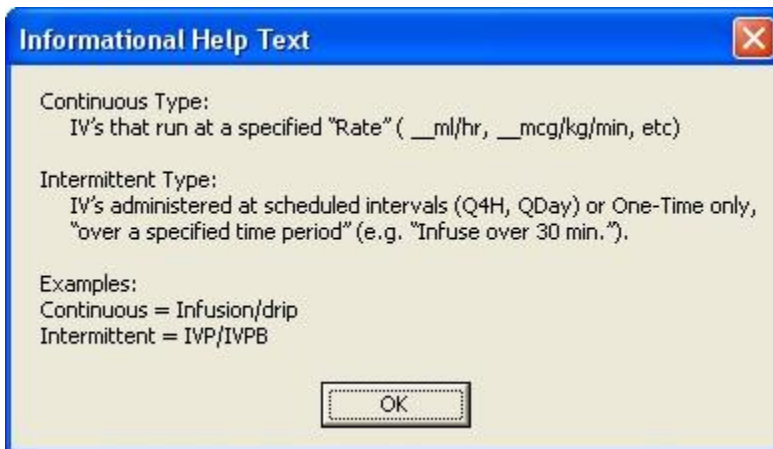 Informational Help Text
Continuous Type:
IV's that run at a specified "Rate" ( __ml/hr, __mcg/kg/min, etc)
Intermittent Type:
IV's administered at scheduled intervals (Q4H, QDay) or One-Time only,
"over a specified time period" (e.g. "Infuse over 30 min.").
Examples:
Continuous = Infusion/drip
Intermittent = IVP/IVPB
OK